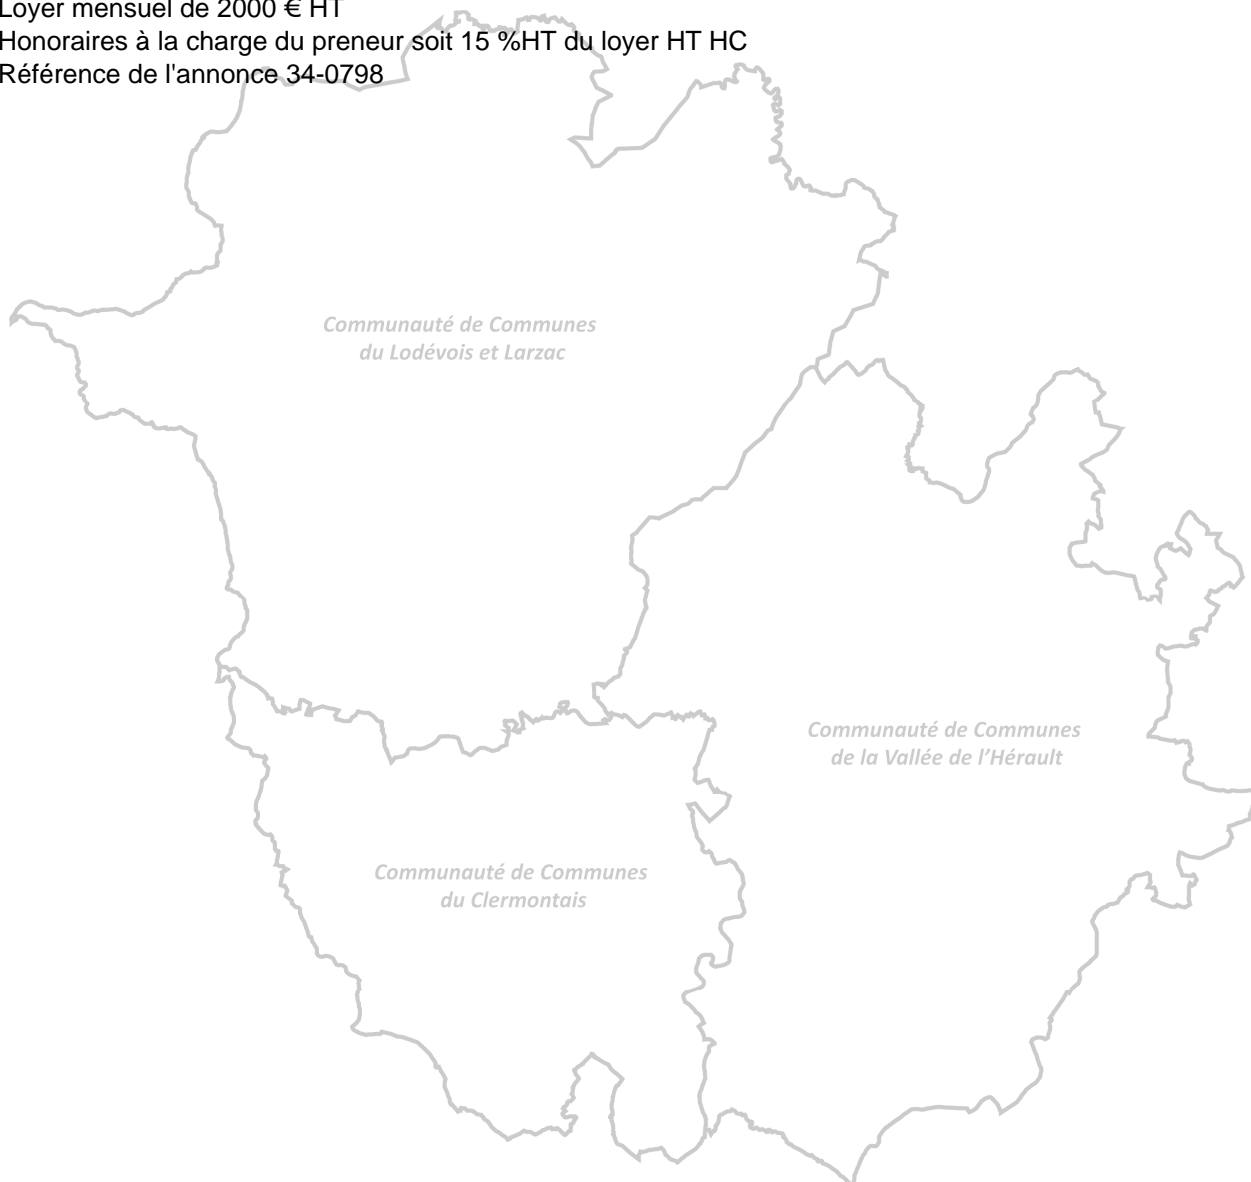 Loyer mensuel de 2000 € HT
Honoraires à la charge du preneur soit 15 %HT du loyer HT HC
Référence de l'annonce 34-0798
Communauté de Communes
du Lodévois et Larzac
Communauté de Communes
de la Vallée de l’Hérault
Communauté de Communes
du Clermontais